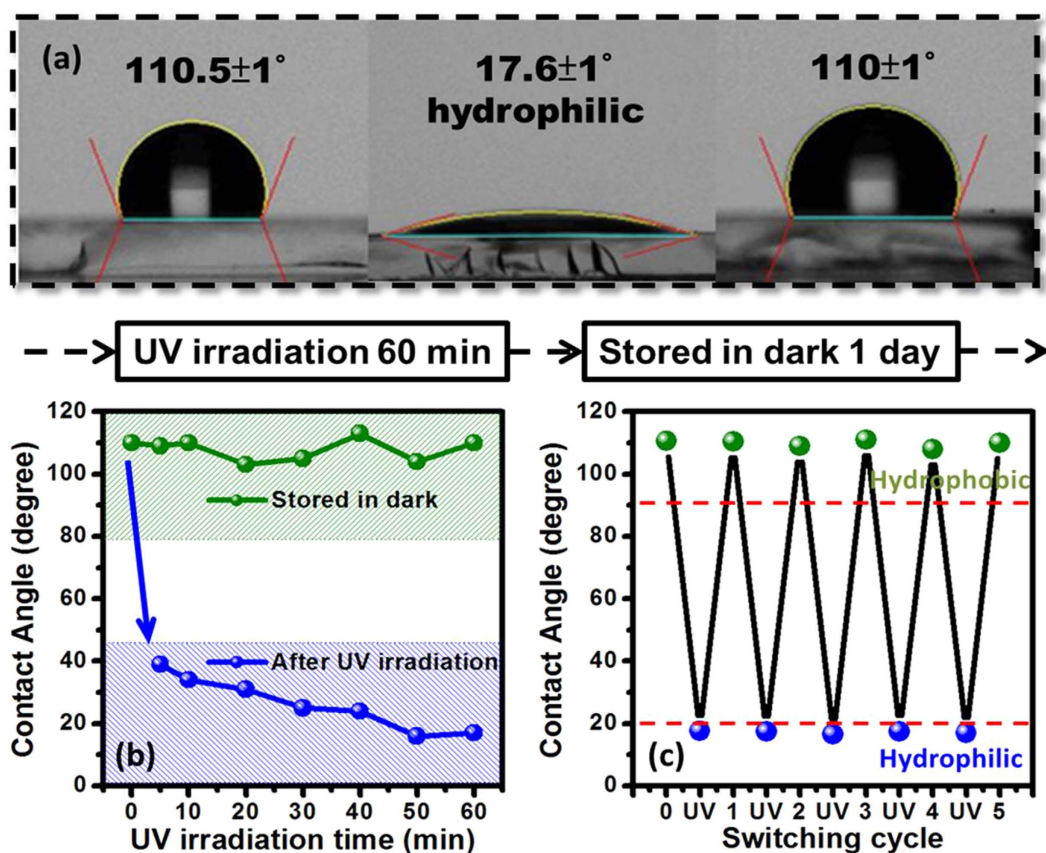 (a)
110.5±1°
17.6±1°
hydrophilic
110±1°
UV irradiation 60 min
Stored in dark 1 day
120
100
80
60
40
20
0
Contact Angle (degree)
Stored in dark
After UV irradiation
(b)
0 10 20 30 40 50 60
UV irradiation time (min)
120
100
80
60
40
20
0
Contact Angle (degree)
Hydrophobic
Hydrophilic
(c)
0 UV 1 UV 2 UV 3 UV 4 UV 5
Switching cycle